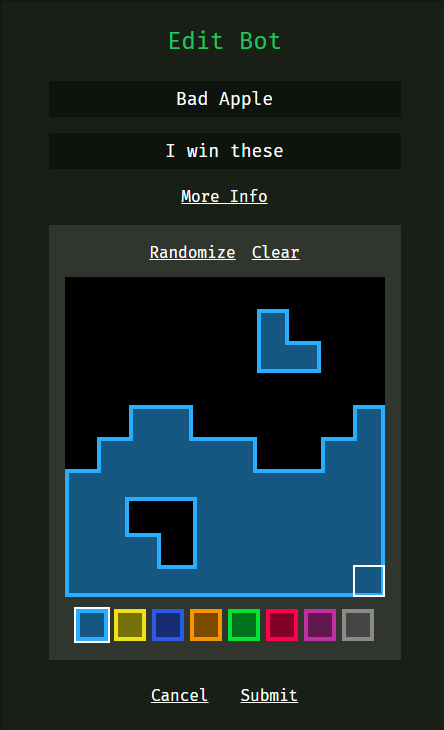 Edit Bot
Bad Apple
I win these
More Info
Randomize Clear
Cancel Submit